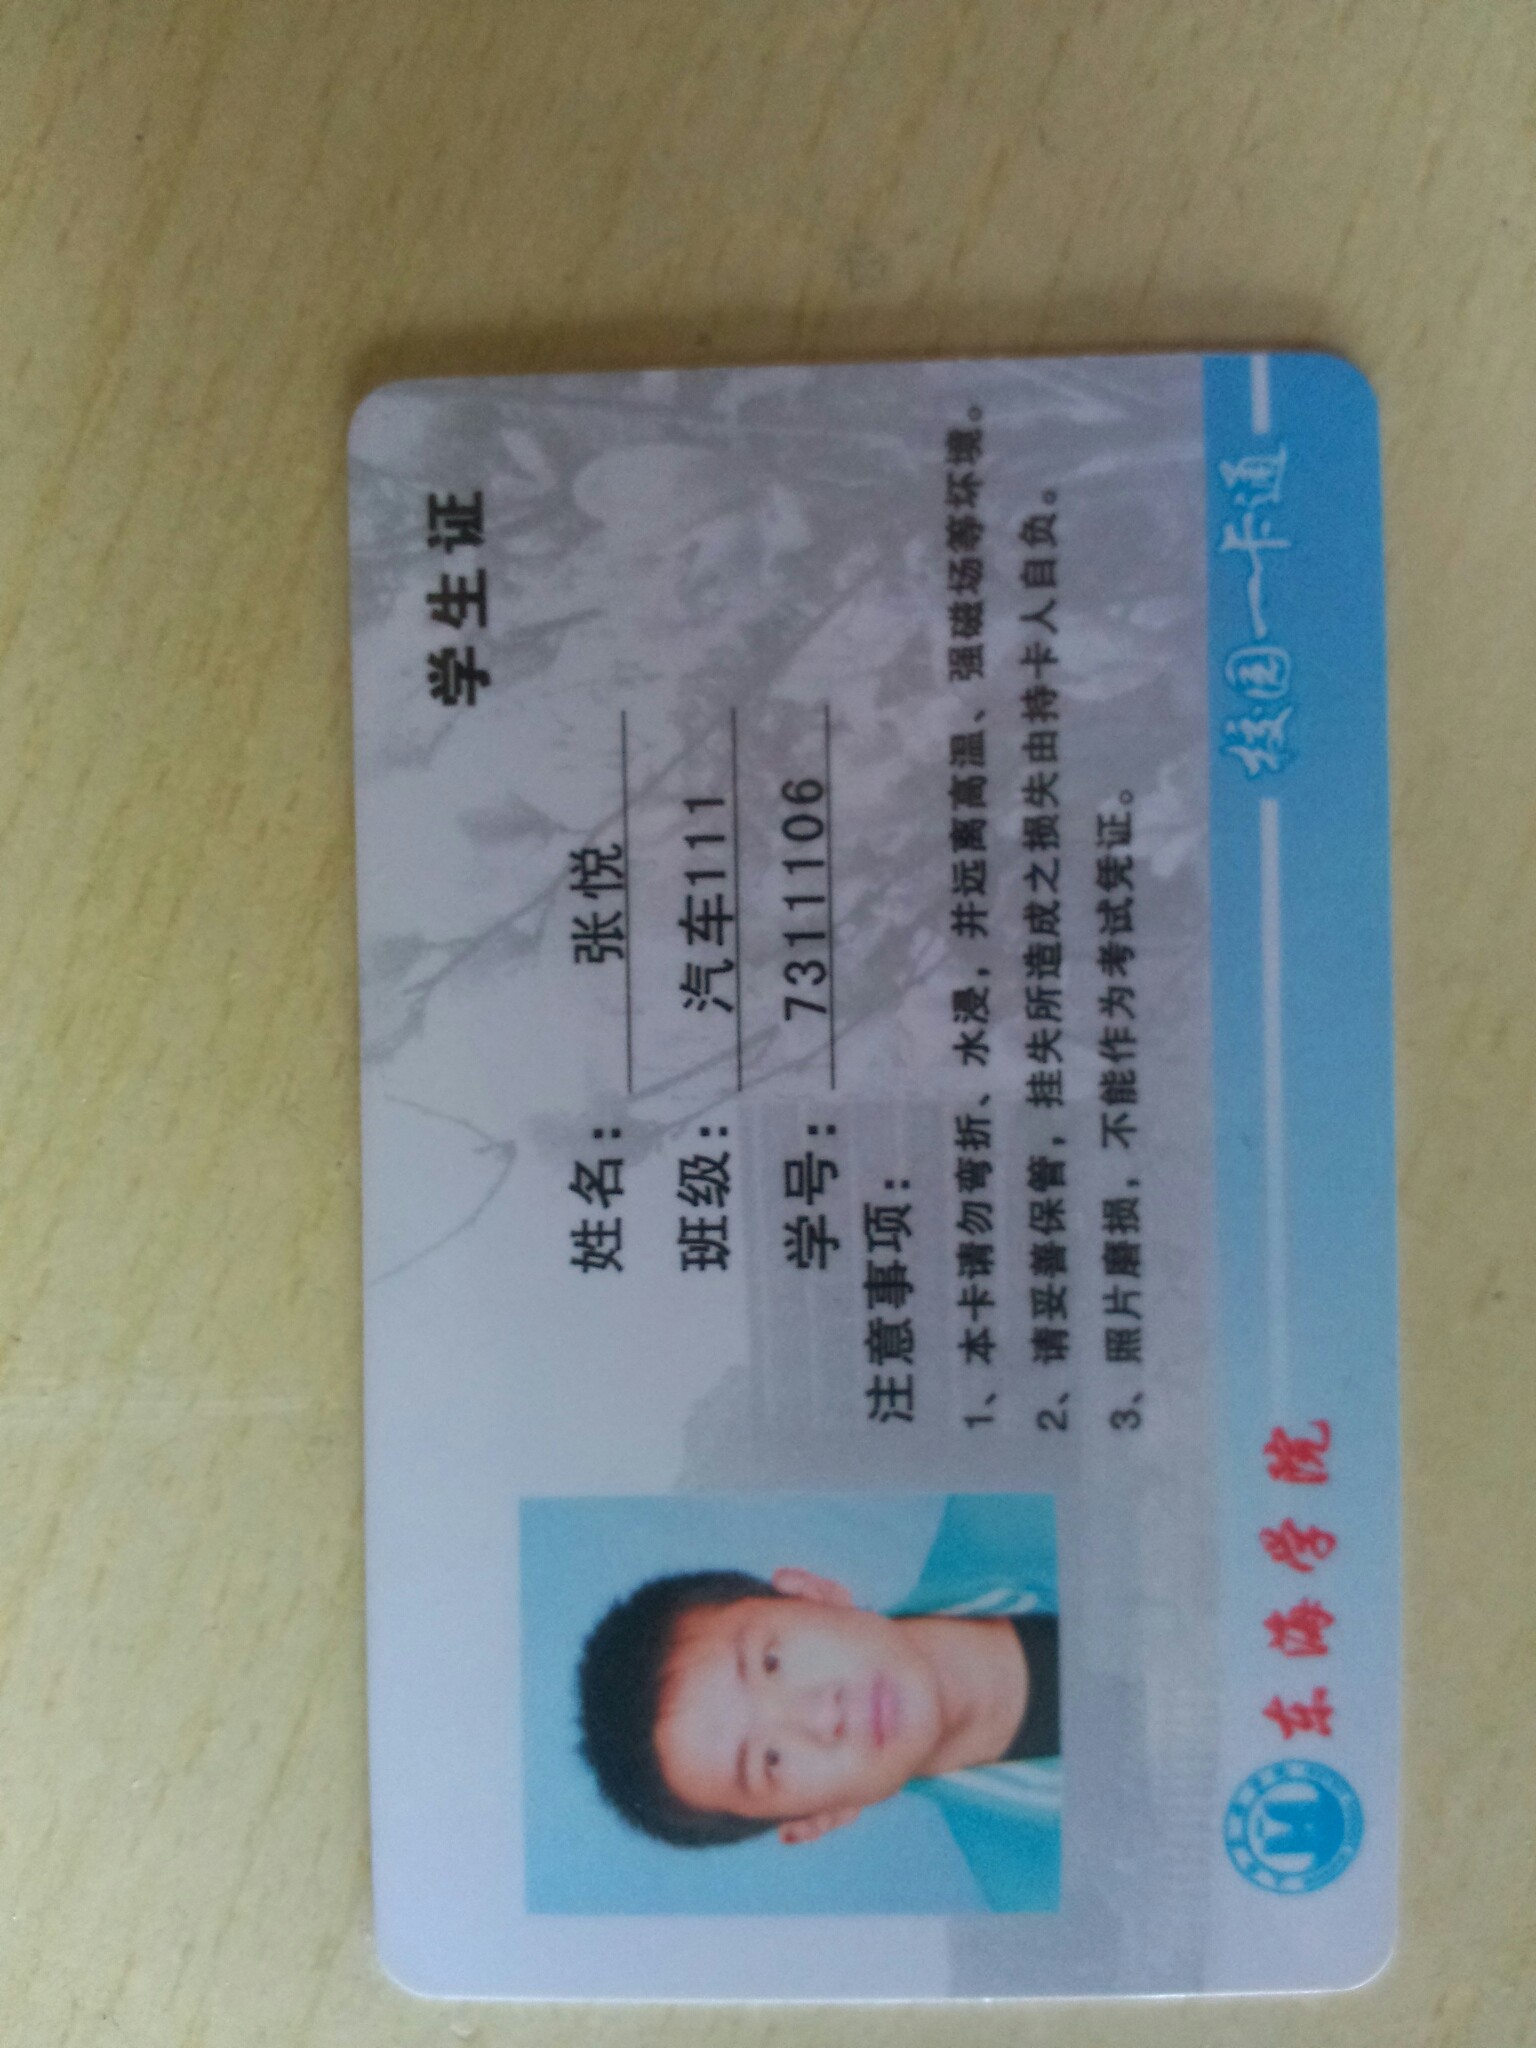 学生证
姓名：张悦
班级：汽车111
学号：7311106
注意事项：
1、本卡请勿弯折、水浸，并远离高温、强磁场等坏境。
2、请妥善保管，挂失所造成之损失由持卡人自负。
3、照片磨损，不能作为考试凭证。
东海学院
校园一卡通